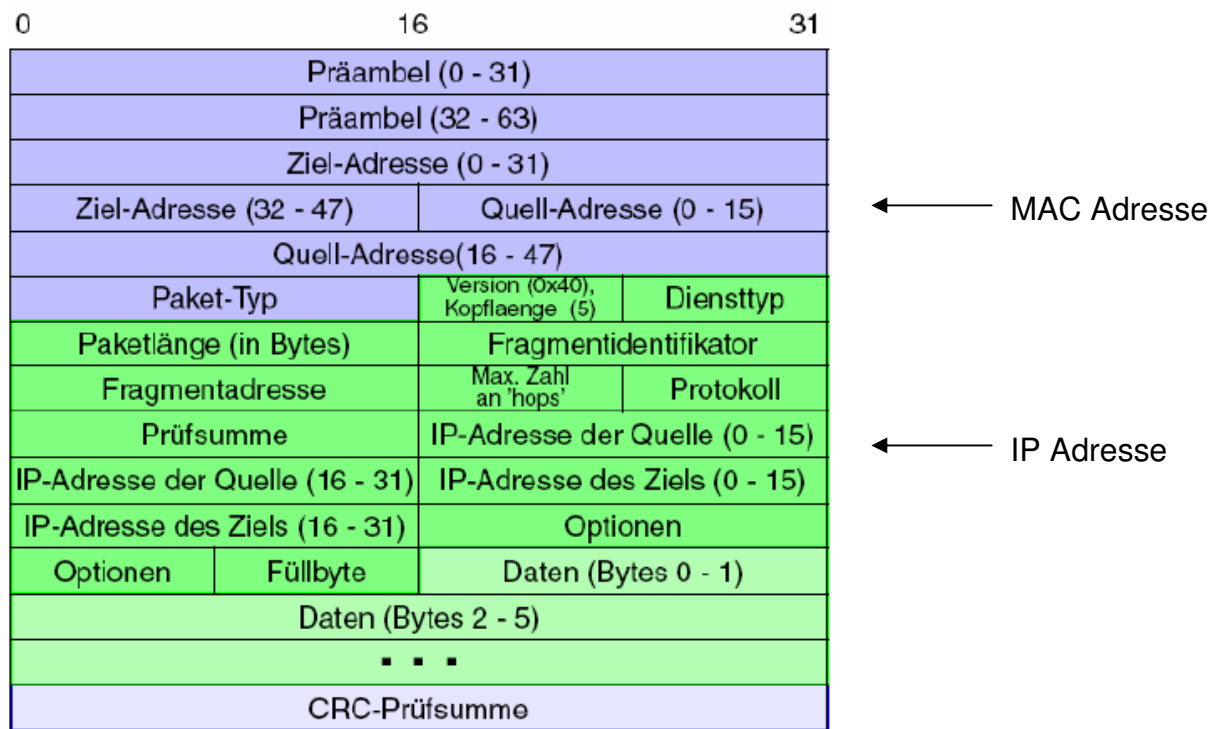 0 16 31
Präambel (0 - 31)
Präambel (32 - 63)
Ziel-Adresse (0 - 31)
Ziel-Adresse (32 - 47) Quell-Adresse (0 - 15) MAC Adresse
Quell-Adresse(16 - 47)
Paket-Typ Version (0x40), Kopflaenge (5) Diensttyp
Paketlänge (in Bytes) Fragmentidentifikator
Fragmentadresse Max. Zahl an 'hops' Protokoll
Prüfsumme IP-Adresse der Quelle (0 - 15) IP Adresse
IP-Adresse der Quelle (16 - 31) IP-Adresse des Ziels (0 - 15)
IP-Adresse des Ziels (16 - 31) Optionen
Optionen Füllbyte Daten (Bytes 0 - 1)
Daten (Bytes 2 - 5)
. . .
CRC-Prüfsumme